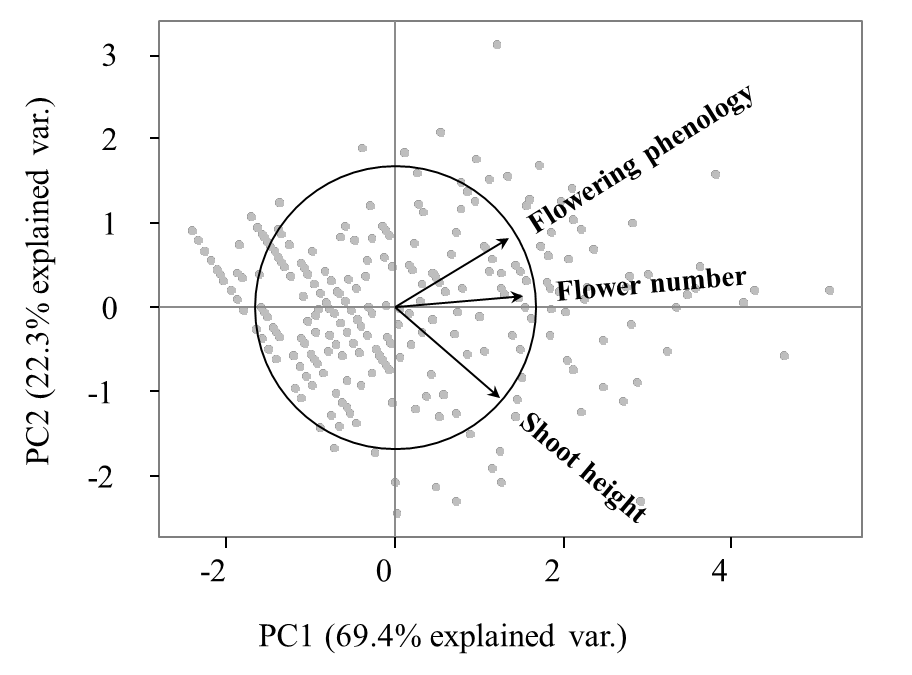 3
2
1
0
-1
-2
PC2 (22.3% explained var.)
Flowering phenology
Flower number
Shoot height
-2
0
2
4
PC1 (69.4% explained var.)